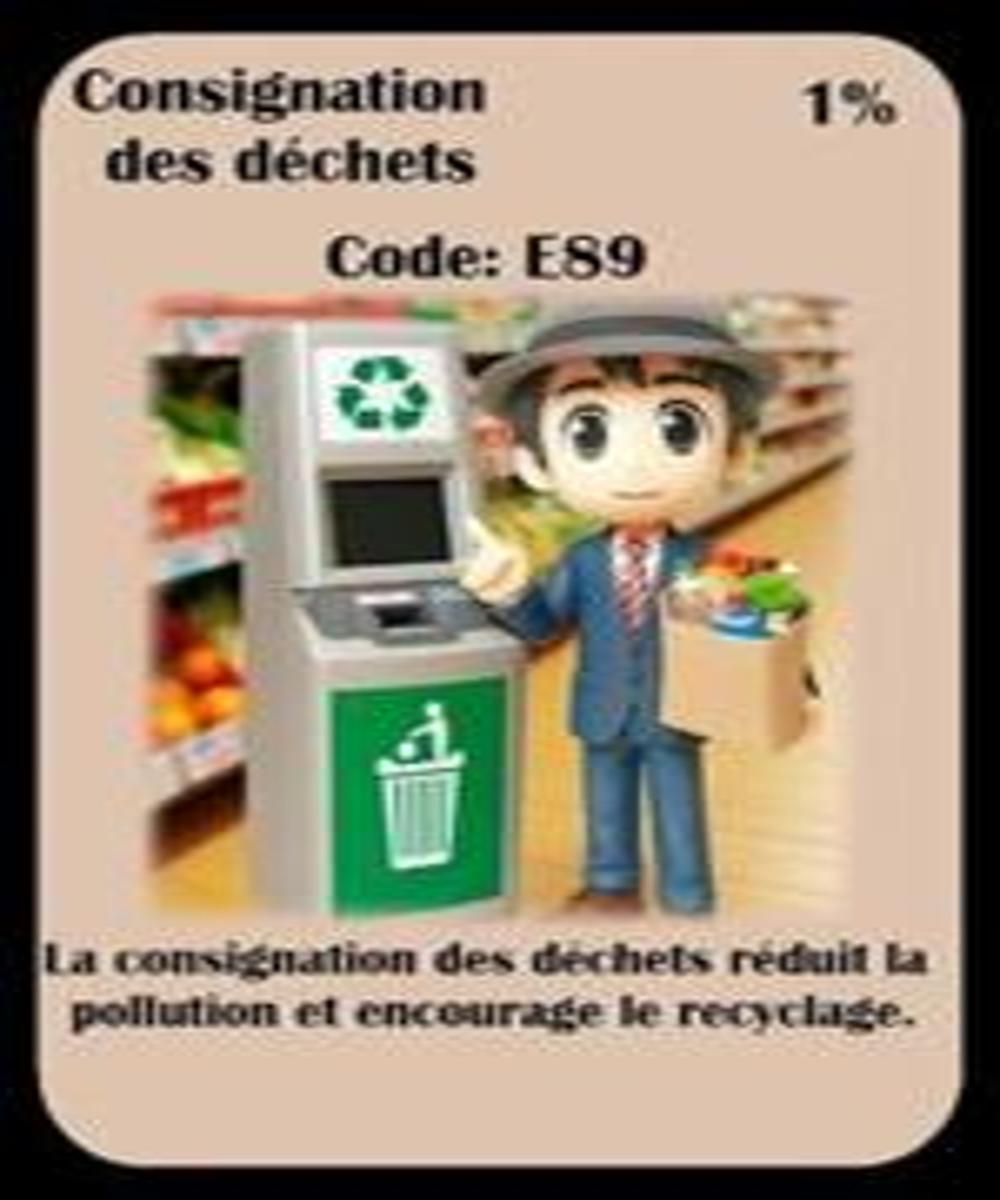 Consignation
des déchets
1%
Code: E89
La consignation des déchets réduit la
pollution et encourage le recyclage.